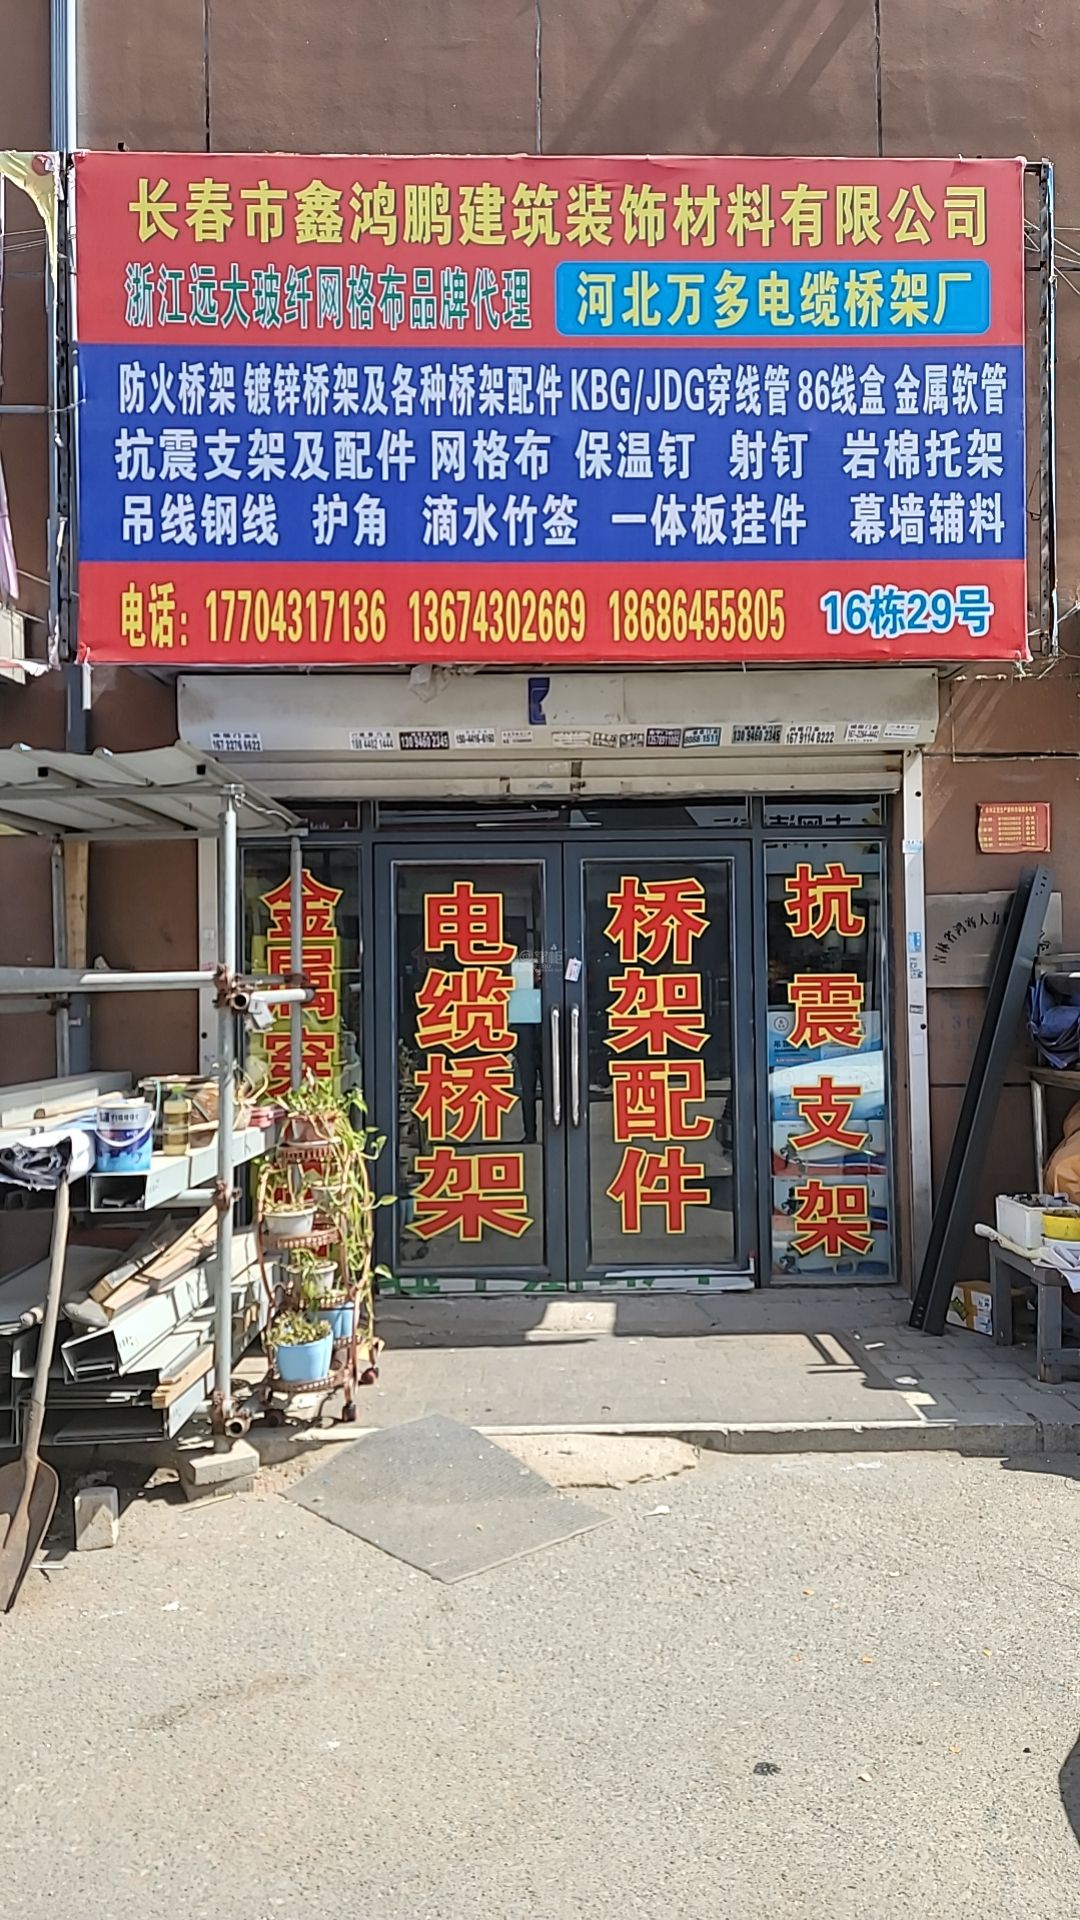 长春市鑫鸿鹏建筑装饰材料有限公司
浙江远大玻纤网格布品牌代理 河北万多电缆桥架厂
防火桥架 镀锌桥架及各种桥架配件 KBG/JDG穿线管 86线盒 金属软管
抗震支架及配件 网格布 保温钉 射钉 岩棉托架
吊线钢线 护角 滴水竹签 一体板挂件 幕墙辅料
电话：17704317136 13674302669 18686455805 16栋29号
金属穿
电缆桥架
桥架配件
抗震支架